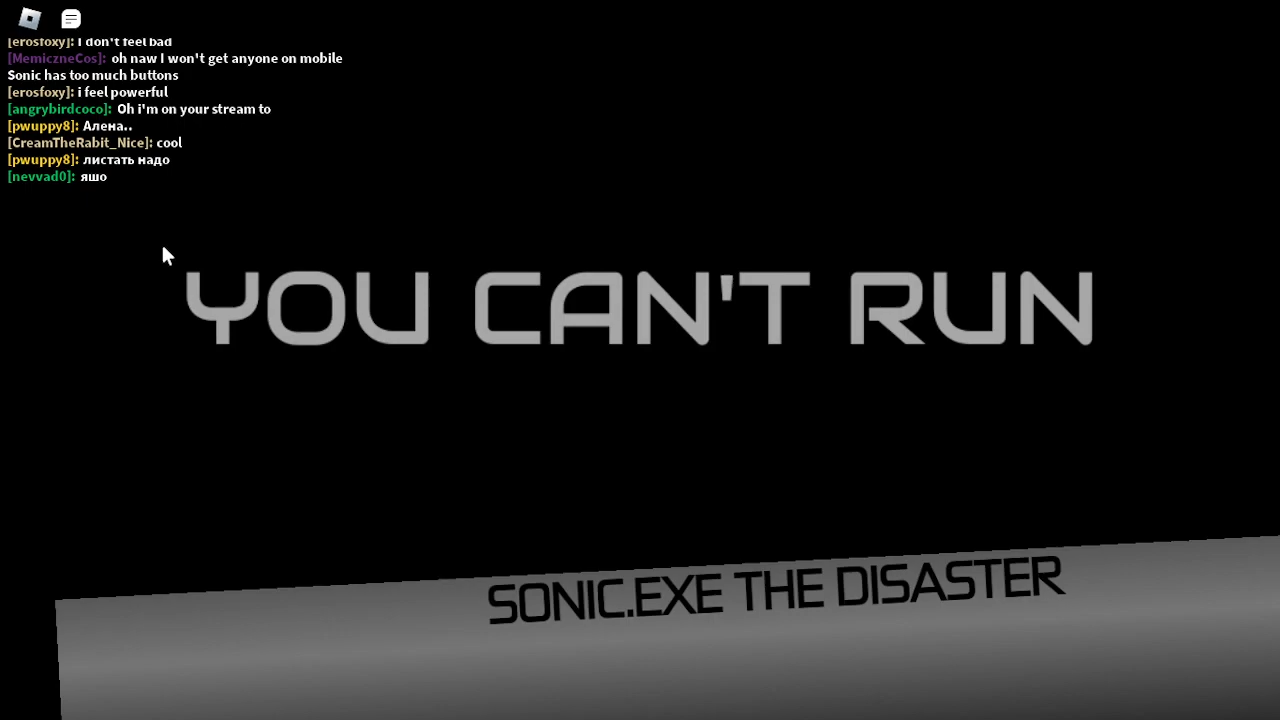 [erosfoxy]: I don't feel bad
[MemiczneCos]: oh naw I won't get anyone on mobile
Sonic has too much buttons
[erosfoxy]: i feel powerful
[angrybirdcoco]: Oh i'm on your stream to
[pwuppy8]: Алена..
[CreamTheRabit_Nice]: cool
[pwuppy8]: листать надо
[nevvad0]: яшо
YOU CAN'T RUN
SONIC.EXE THE DISASTER